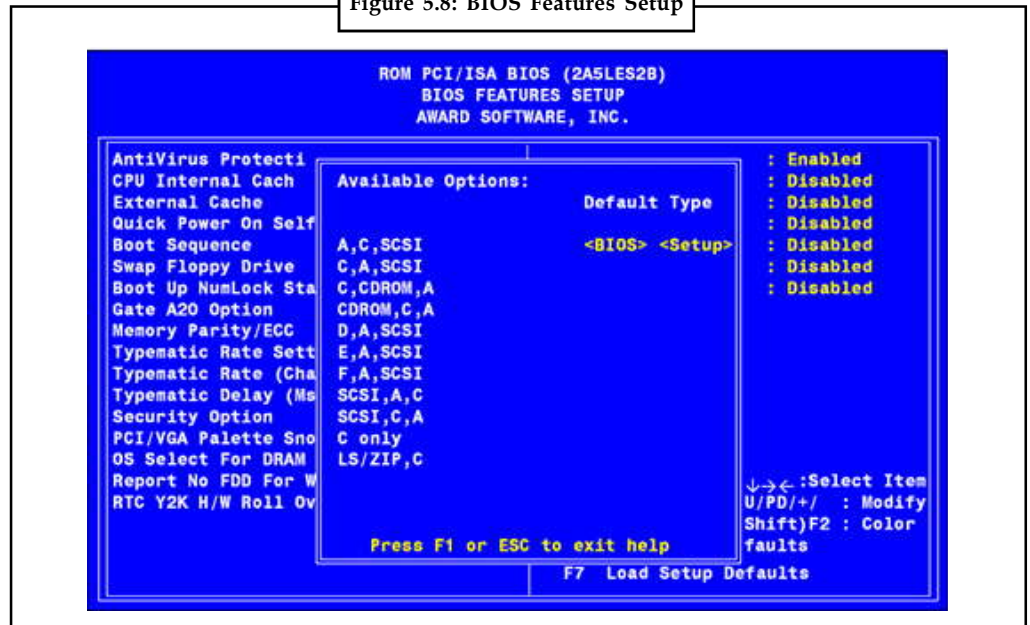 Figure 5.8: BIOS Features Setup
ROM PCI/ISA BIOS (2A5LES2B)
BIOS FEATURES SETUP
AWARD SOFTWARE, INC.
AntiVirus Protecti : Enabled
CPU Internal Cach Available Options: : Disabled
External Cache Default Type : Disabled
Quick Power On Self : Disabled
Boot Sequence A,C,SCSI <BIOS> <Setup> : Disabled
Swap Floppy Drive C,A,SCSI : Disabled
Boot Up NumLock Sta C,CDROM,A : Disabled
Gate A20 Option CDROM,C,A
Memory Parity/ECC D,A,SCSI
Typematic Rate Sett E,A,SCSI
Typematic Rate (Cha F,A,SCSI
Typematic Delay (Ms SCSI,A,C
Security Option SCSI,C,A
PCI/VGA Palette Sno C only
OS Select For DRAM LS/ZIP,C
Report No FDD For W ↓→← :Select Item
RTC Y2K H/W Roll Ov U/PD/+/ : Modify
Shift)F2 : Color
Press F1 or ESC to exit help faults
F7 Load Setup Defaults